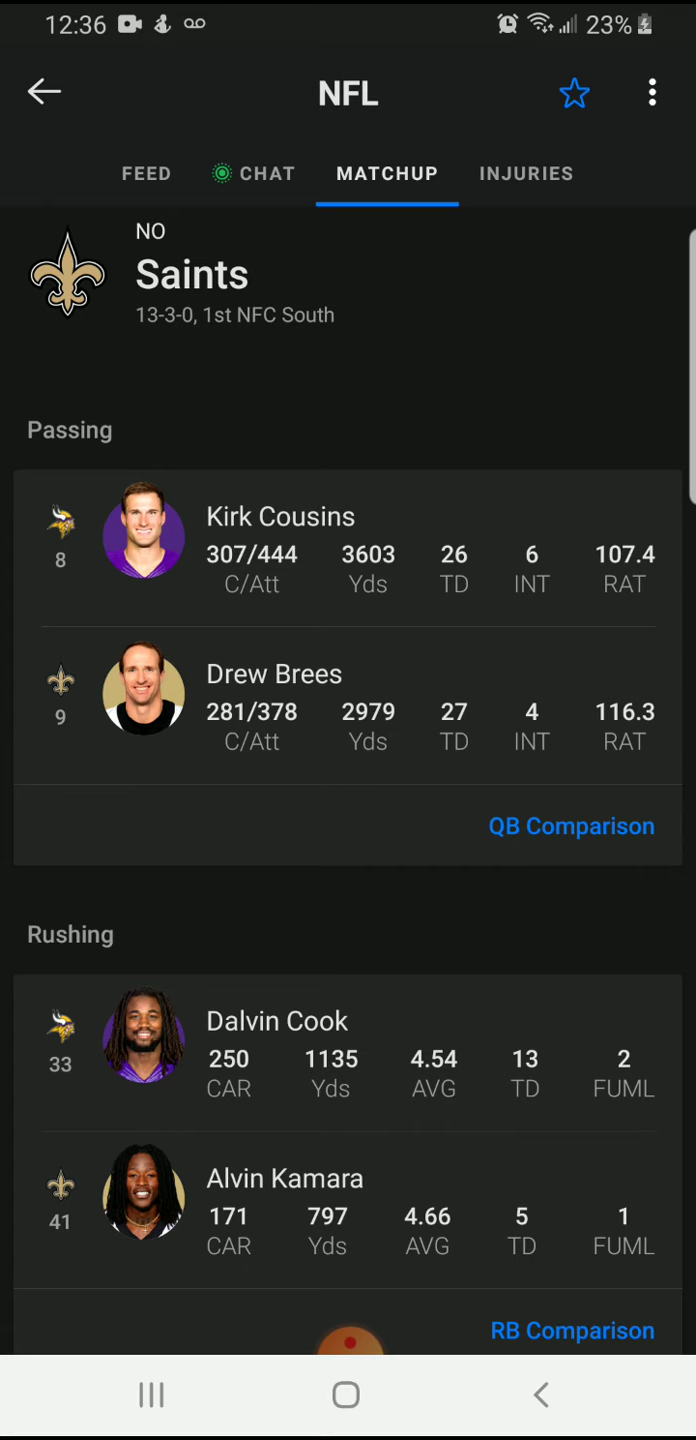 12:36 23%
NFL
FEED CHAT MATCHUP INJURIES
NO
Saints
13-3-0, 1st NFC South
Passing
Kirk Cousins
8 307/444 3603 26 6 107.4
C/Att Yds TD INT RAT
Drew Brees
9 281/378 2979 27 4 116.3
C/Att Yds TD INT RAT
QB Comparison
Rushing
Dalvin Cook
33 250 1135 4.54 13 2
CAR Yds AVG TD FUML
Alvin Kamara
41 171 797 4.66 5 1
CAR Yds AVG TD FUML
RB Comparison